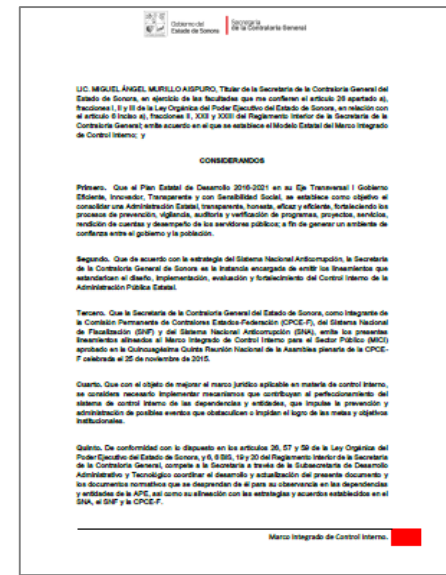 Gobierno del
Estado de Sonora
Secretaría
de la Contraloría General
LIC. MIGUEL ÁNGEL MURILLO AISPURO, Titular de la Secretaría de la Contraloría General del
Estado de Sonora, en ejercicio de las facultades que me confieren el artículo 26 apartado a),
fracciones I, II y III de la Ley Orgánica del Poder Ejecutivo del Estado de Sonora, en relación con
el artículo 6 inciso a), fracciones II, XXII y XXIII del Reglamento Interior de la Secretaría de la
Contraloría General; emite acuerdo en el que se establece el Modelo Estatal del Marco Integrado
de Control Interno; y
CONSIDERANDOS
Primero. Que el Plan Estatal de Desarrollo 2016-2021 en su Eje Transversal I Gobierno
Eficiente, Innovador, Transparente y con Sensibilidad Social, se establece como objetivo el
consolidar una Administración Estatal, transparente, honesta, eficaz y eficiente, fortaleciendo los
procesos de prevención, vigilancia, auditoría y verificación de programas, proyectos, servicios,
rendición de cuentas y desempeño de los servidores públicos; a fin de generar un ambiente de
confianza entre el gobierno y la población.
Segundo. Que de acuerdo con la estrategia del Sistema Nacional Anticorrupción, la Secretaría
de la Contraloría General de Sonora es la instancia encargada de emitir los lineamientos que
estandaricen el diseño, implementación, evaluación y fortalecimiento del Control Interno de la
Administración Pública Estatal.
Tercero. Que la Secretaría de la Contraloría General del Estado de Sonora, como integrante de
la Comisión Permanente de Contralores Estados-Federación (CPCE-F), del Sistema Nacional
de Fiscalización (SNF) y del Sistema Nacional Anticorrupción (SNA), emite los presentes
lineamientos alineados al Marco Integrado de Control Interno para el Sector Público (MICI)
aprobado en la Quincuagésima Quinta Reunión Nacional de la Asamblea plenaria de la CPCE-
F celebrada el 25 de noviembre de 2015.
Cuarto. Que con el objeto de mejorar el marco jurídico aplicable en materia de control interno,
se considera necesario implementar mecanismos que contribuyan al perfeccionamiento del
sistema de control interno de las dependencias y entidades, que impulse la prevención y
administración de posibles eventos que obstaculicen o impidan el logro de las metas y objetivos
institucionales.
Quinto. De conformidad con lo dispuesto en los artículos 26, 57 y 59 de la Ley Orgánica del
Poder Ejecutivo del Estado de Sonora, y 6, 6 BIS, 19 y 20 del Reglamento Interior de la Secretaría
de la Contraloría General, compete a la Secretaría a través de la Subsecretaría de Desarrollo
Administrativo y Tecnológico coordinar el desarrollo y actualización del presente documento y
los documentos normativos que se desprendan de él para su observancia en las dependencias
y entidades de la APE, así como su alineación con las estrategias y acuerdos establecidos en el
SNA, el SNF y la CPCE-F.
Marco Integrado de Control Interno.